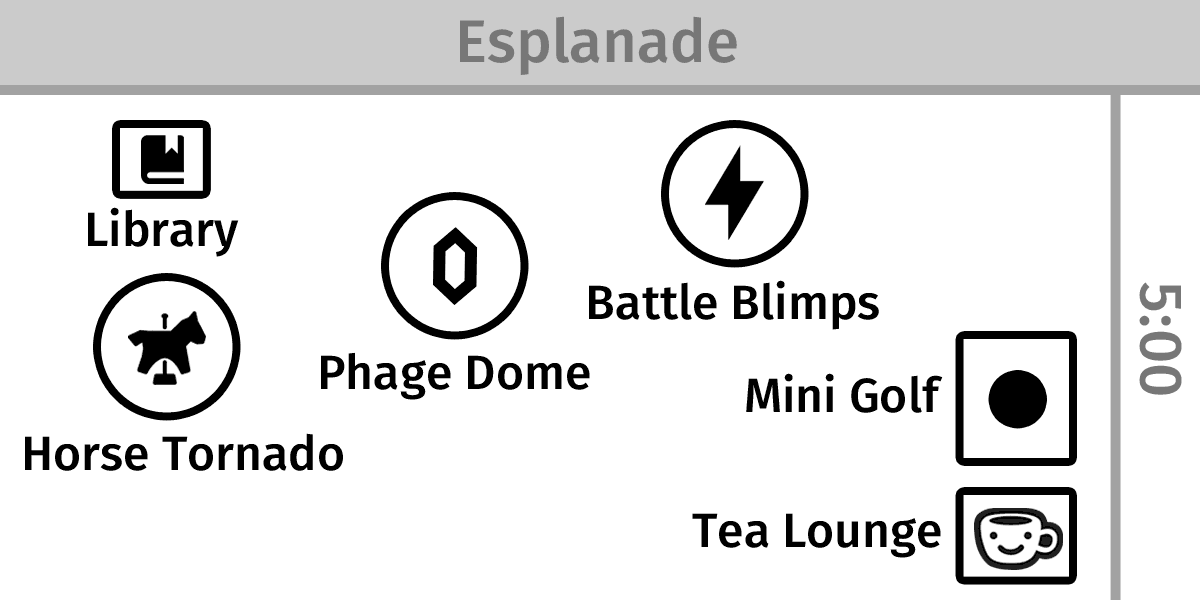 Esplanade
Library
Battle Blimps
Phage Dome
5:00
Mini Golf
Horse Tornado
Tea Lounge